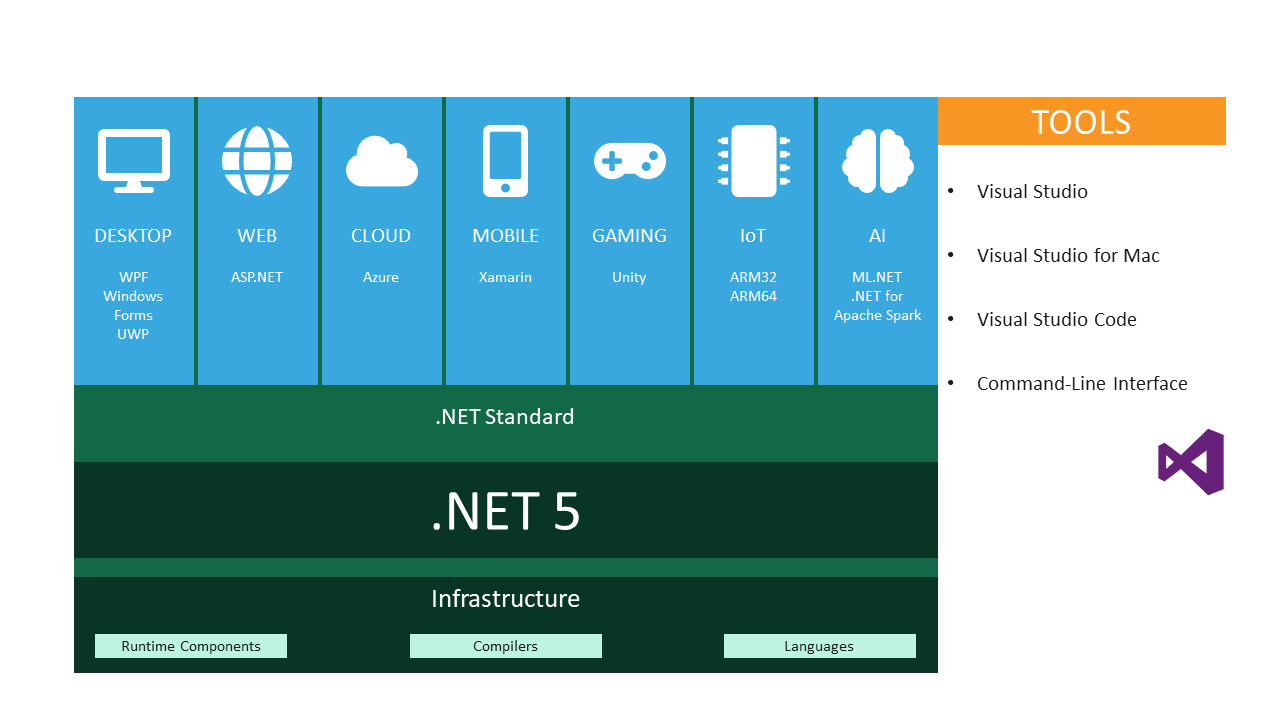 TOOLS
DESKTOP
WPF
Windows
Forms
UWP
WEB
ASP.NET
CLOUD
Azure
MOBILE
Xamarin
GAMING
Unity
IoT
ARM32
ARM64
AI
ML.NET
.NET for
Apache Spark
• Visual Studio
• Visual Studio for Mac
• Visual Studio Code
• Command-Line Interface
.NET Standard
.NET 5
Infrastructure
Runtime Components
Compilers
Languages